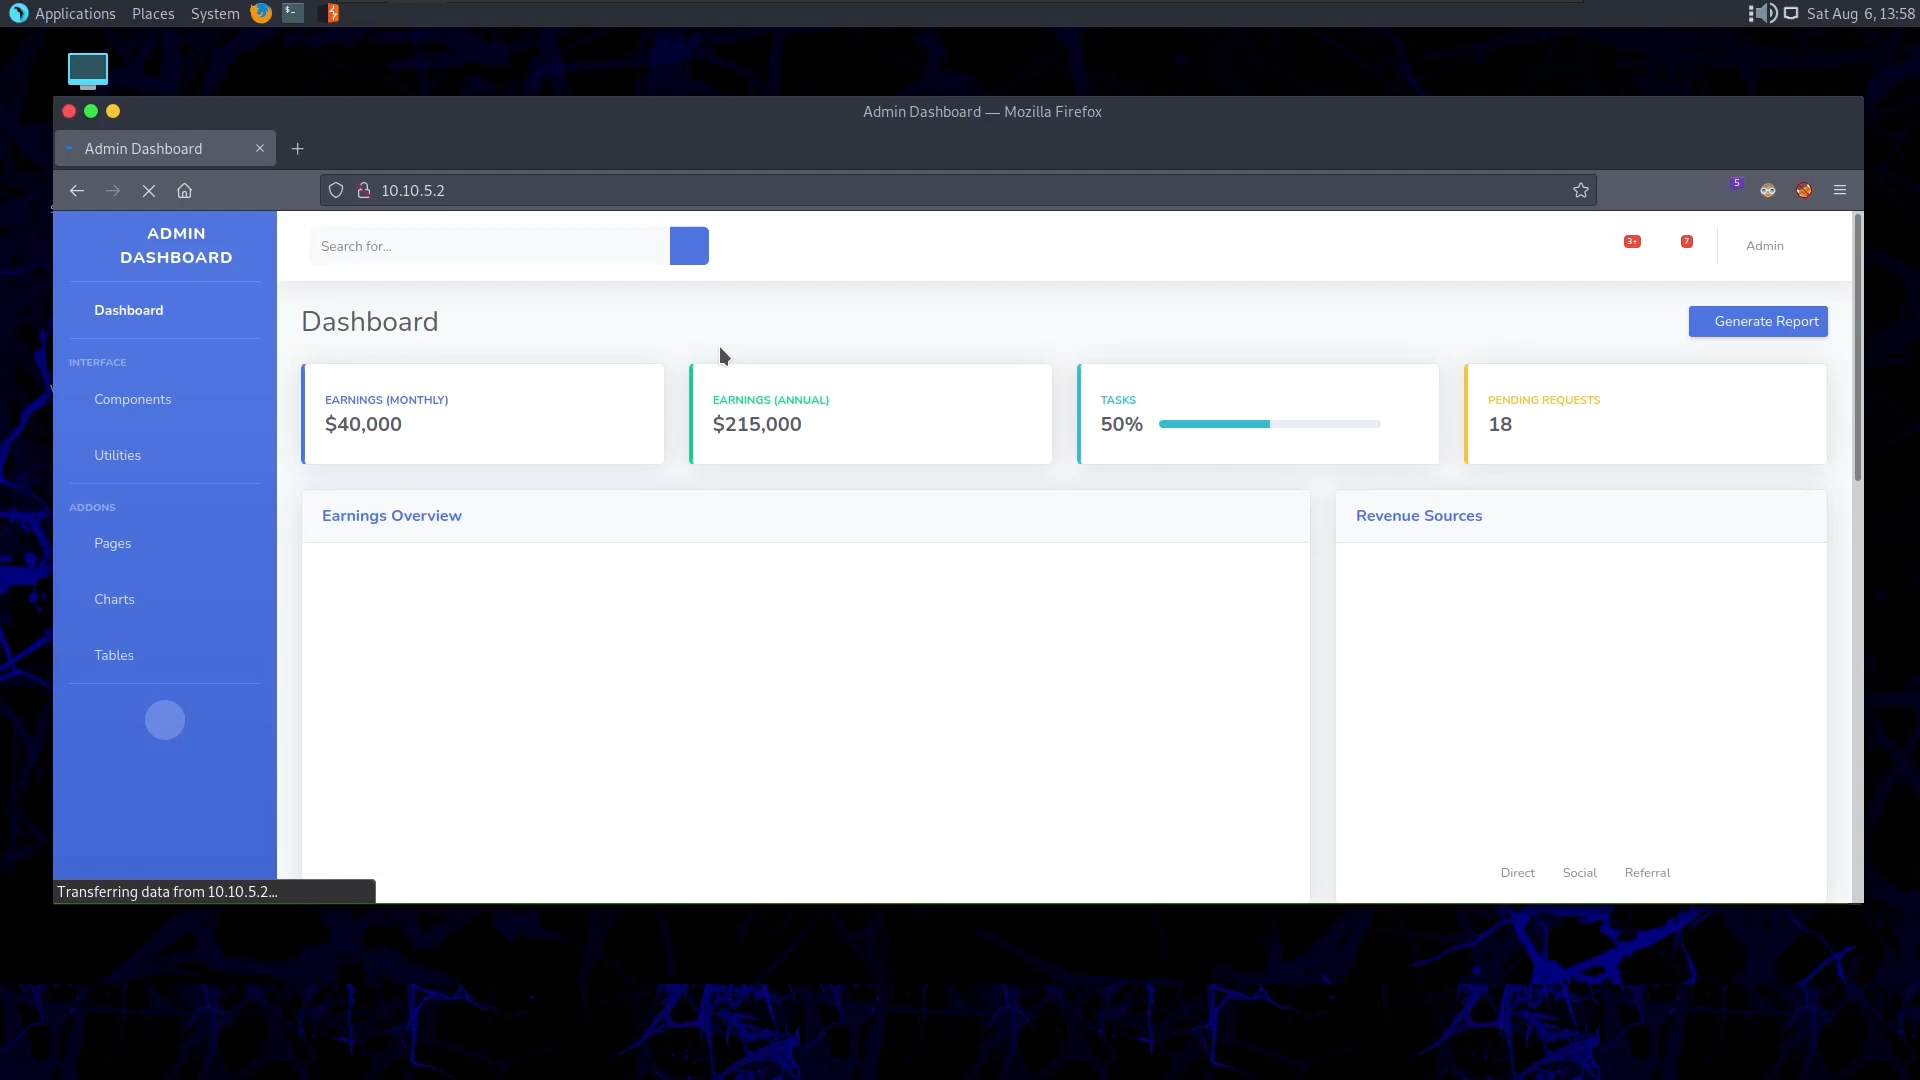 Applications Places System
Sat Aug 6, 13:58
Admin Dashboard — Mozilla Firefox
Admin Dashboard
10.10.5.2
5
ADMIN
DASHBOARD
Search for...
3+
7
Admin
Dashboard
Dashboard
Generate Report
INTERFACE
Components
Utilities
ADDONS
Pages
Charts
Tables
EARNINGS (MONTHLY)
$40,000
EARNINGS (ANNUAL)
$215,000
TASKS
50%
PENDING REQUESTS
18
Earnings Overview
Revenue Sources
Direct Social Referral
Transferring data from 10.10.5.2...